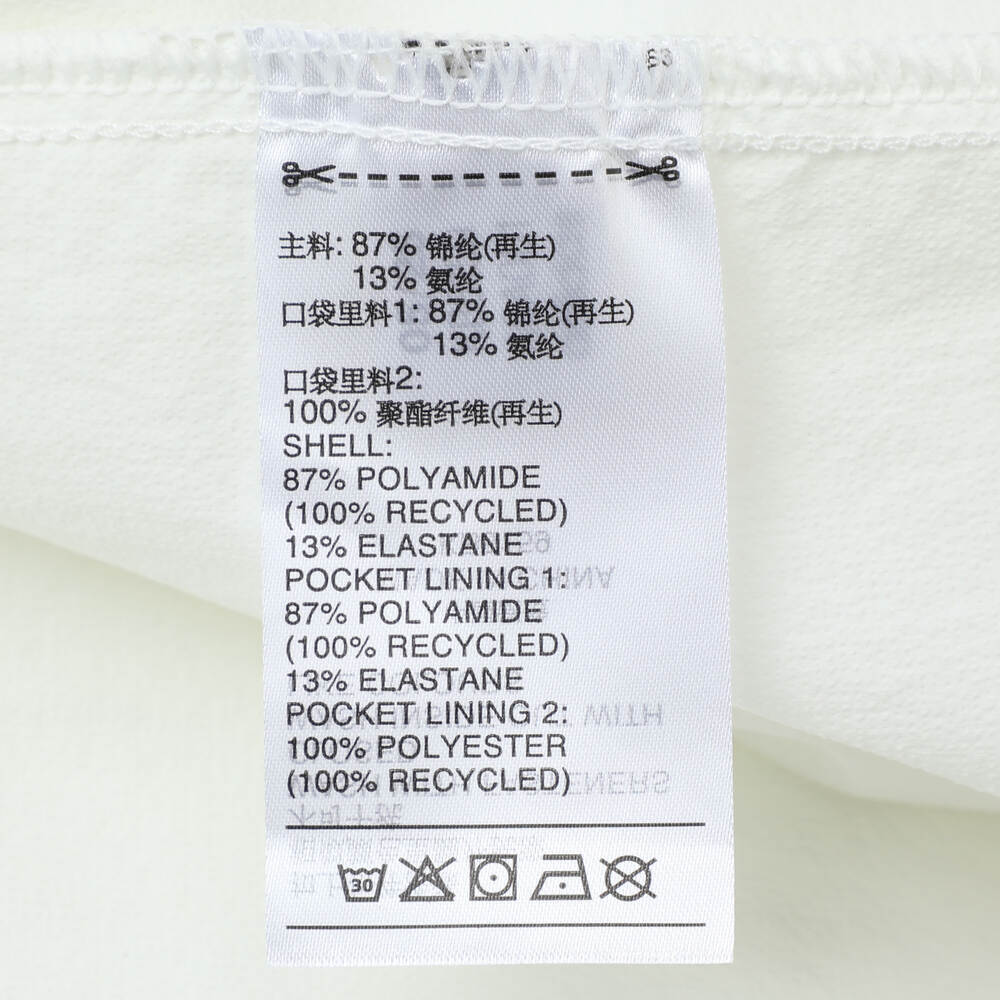 主料: 87% 锦纶(再生)
13% 氨纶
口袋里料1: 87% 锦纶(再生)
13% 氨纶
口袋里料2:
100% 聚酯纤维(再生)
SHELL:
87% POLYAMIDE
(100% RECYCLED)
13% ELASTANE
POCKET LINING 1:
87% POLYAMIDE
(100% RECYCLED)
13% ELASTANE
POCKET LINING 2:
100% POLYESTER
(100% RECYCLED)
30